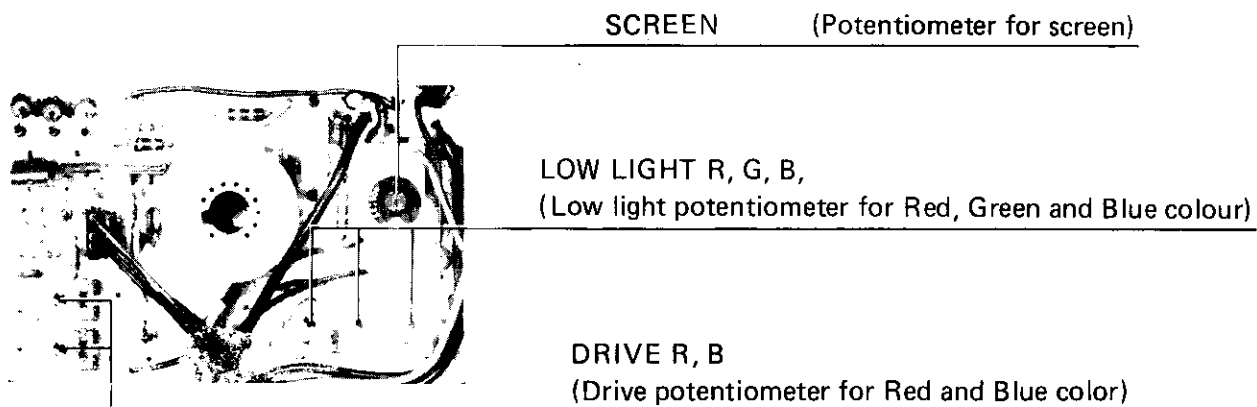 SCREEN (Potentiometer for screen)
LOW LIGHT R, G, B,
(Low light potentiometer for Red, Green and Blue colour)
DRIVE R, B
(Drive potentiometer for Red and Blue color)